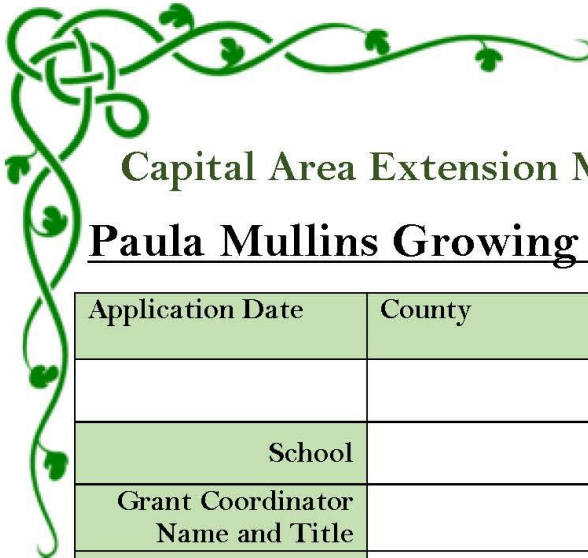 Capital Area Extension
Paula Mullins Growing
Application Date County
School
Grant Coordinator
Name and Title